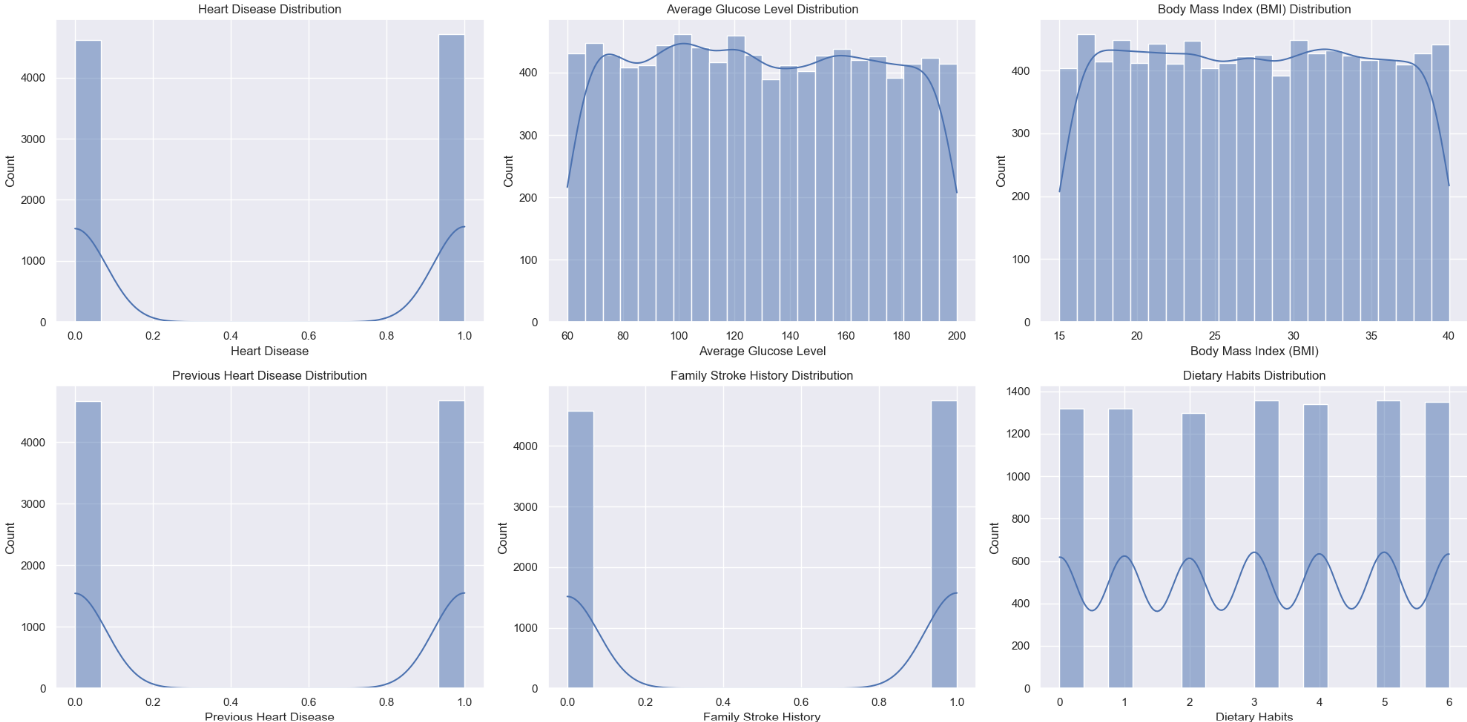 Heart Disease Distribution
Count
4000
3000
2000
1000
0
0.0 0.2 0.4 0.6 0.8 1.0
Heart Disease
Average Glucose Level Distribution
Count
400
300
200
100
0
60 80 100 120 140 160 180 200
Average Glucose Level
Body Mass Index (BMI) Distribution
Count
400
300
200
100
0
15 20 25 30 35 40
Body Mass Index (BMI)
Previous Heart Disease Distribution
Count
4000
3000
2000
1000
0
0.0 0.2 0.4 0.6 0.8 1.0
Previous Heart Disease
Family Stroke History Distribution
Count
4000
3000
2000
1000
0
0.0 0.2 0.4 0.6 0.8 1.0
Family Stroke History
Dietary Habits Distribution
Count
1400
1200
1000
800
600
400
200
0
0 1 2 3 4 5 6
Dietary Habits